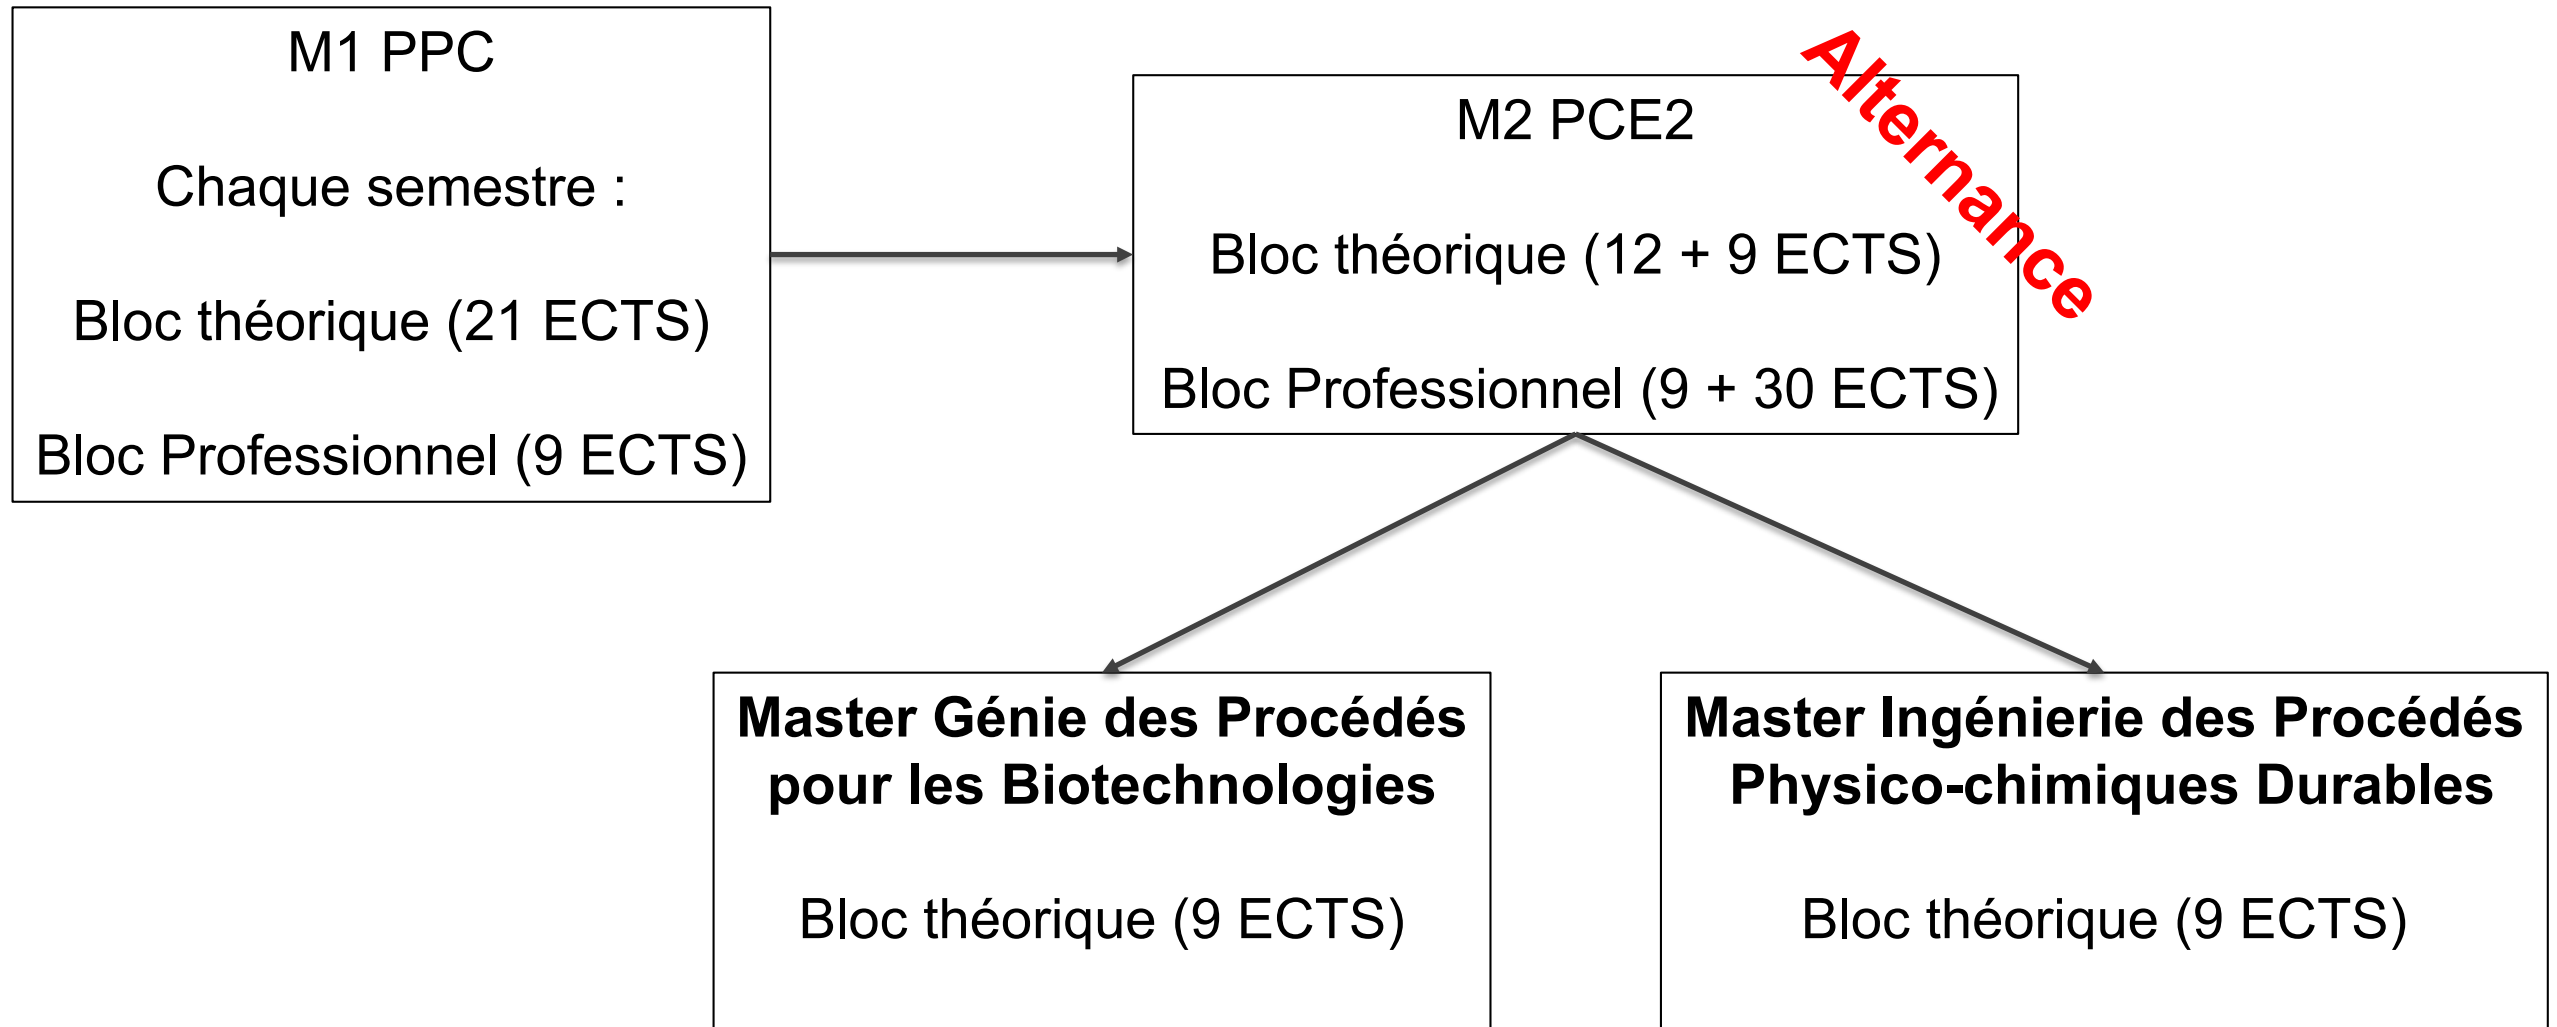 M1 PPC
Chaque semestre :
Bloc théorique (21 ECTS)
Bloc Professionnel (9 ECTS)
M2 PCE2
Bloc théorique (12 + 9 ECTS)
Bloc Professionnel (9 + 30 ECTS)
Alternance
Master Génie des Procédés
pour les Biotechnologies
Bloc théorique (9 ECTS)
Master Ingénierie des Procédés
Physico-chimiques Durables
Bloc théorique (9 ECTS)